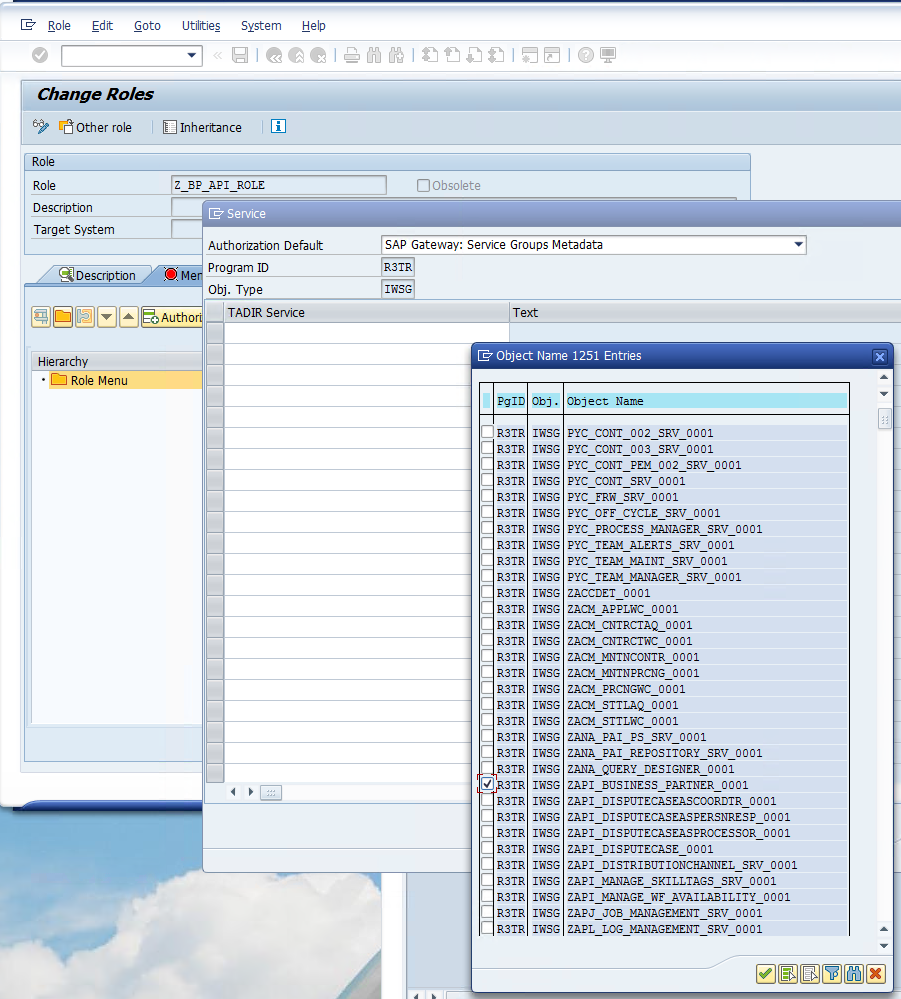 Role Edit Goto Utilities System Help
Change Roles
Other role Inheritance
Role
Role Z_BP_API_ROLE Obsolete
Description
Target System
Description Men
Authori
Hierarchy
Role Menu
Service
Authorization Default SAP Gateway: Service Groups Metadata
Program ID R3TR
Obj. Type IWSG
TADIR Service Text
Object Name 1251 Entries
PgID Obj. Object Name
R3TR IWSG PYC_CONT_002_SRV_0001
R3TR IWSG PYC_CONT_003_SRV_0001
R3TR IWSG PYC_CONT_PEM_002_SRV_0001
R3TR IWSG PYC_CONT_SRV_0001
R3TR IWSG PYC_FRW_SRV_0001
R3TR IWSG PYC_OFF_CYCLE_SRV_0001
R3TR IWSG PYC_PROCESS_MANAGER_SRV_0001
R3TR IWSG PYC_TEAM_ALERTS_SRV_0001
R3TR IWSG PYC_TEAM_MAINT_SRV_0001
R3TR IWSG PYC_TEAM_MANAGER_SRV_0001
R3TR IWSG ZACCDET_0001
R3TR IWSG ZACM_APPLWC_0001
R3TR IWSG ZACM_CNTRCTAQ_0001
R3TR IWSG ZACM_CNTRCTWC_0001
R3TR IWSG ZACM_MNTNCONTR_0001
R3TR IWSG ZACM_MNTNPRCNG_0001
R3TR IWSG ZACM_PRCNGWC_0001
R3TR IWSG ZACM_STTLAQ_0001
R3TR IWSG ZACM_STTLWC_0001
R3TR IWSG ZANA_PAI_PS_SRV_0001
R3TR IWSG ZANA_PAI_REPOSITORY_SRV_0001
R3TR IWSG ZANA_QUERY_DESIGNER_0001
R3TR IWSG ZAPI_BUSINESS_PARTNER_0001
R3TR IWSG ZAPI_DISPUTECASEASCOORDTR_0001
R3TR IWSG ZAPI_DISPUTECASEASPERSNRESP_0001
R3TR IWSG ZAPI_DISPUTECASEASPROCESSOR_0001
R3TR IWSG ZAPI_DISPUTECASE_0001
R3TR IWSG ZAPI_DISTRIBUTIONCHANNEL_SRV_0001
R3TR IWSG ZAPI_MANAGE_SKILLTAGS_SRV_0001
R3TR IWSG ZAPI_MANAGE_WF_AVAILABILITY_0001
R3TR IWSG ZAPJ_JOB_MANAGEMENT_SRV_0001
R3TR IWSG ZAPL_LOG_MANAGEMENT_SRV_0001